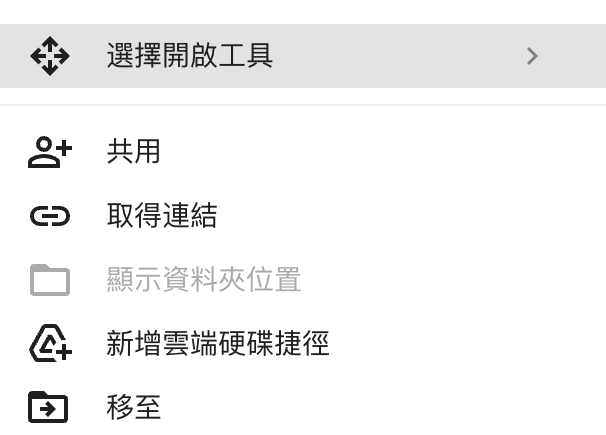 選擇開啟工具
共用
取得連結
顯示資料夾位置
新增雲端硬碟捷徑
移至